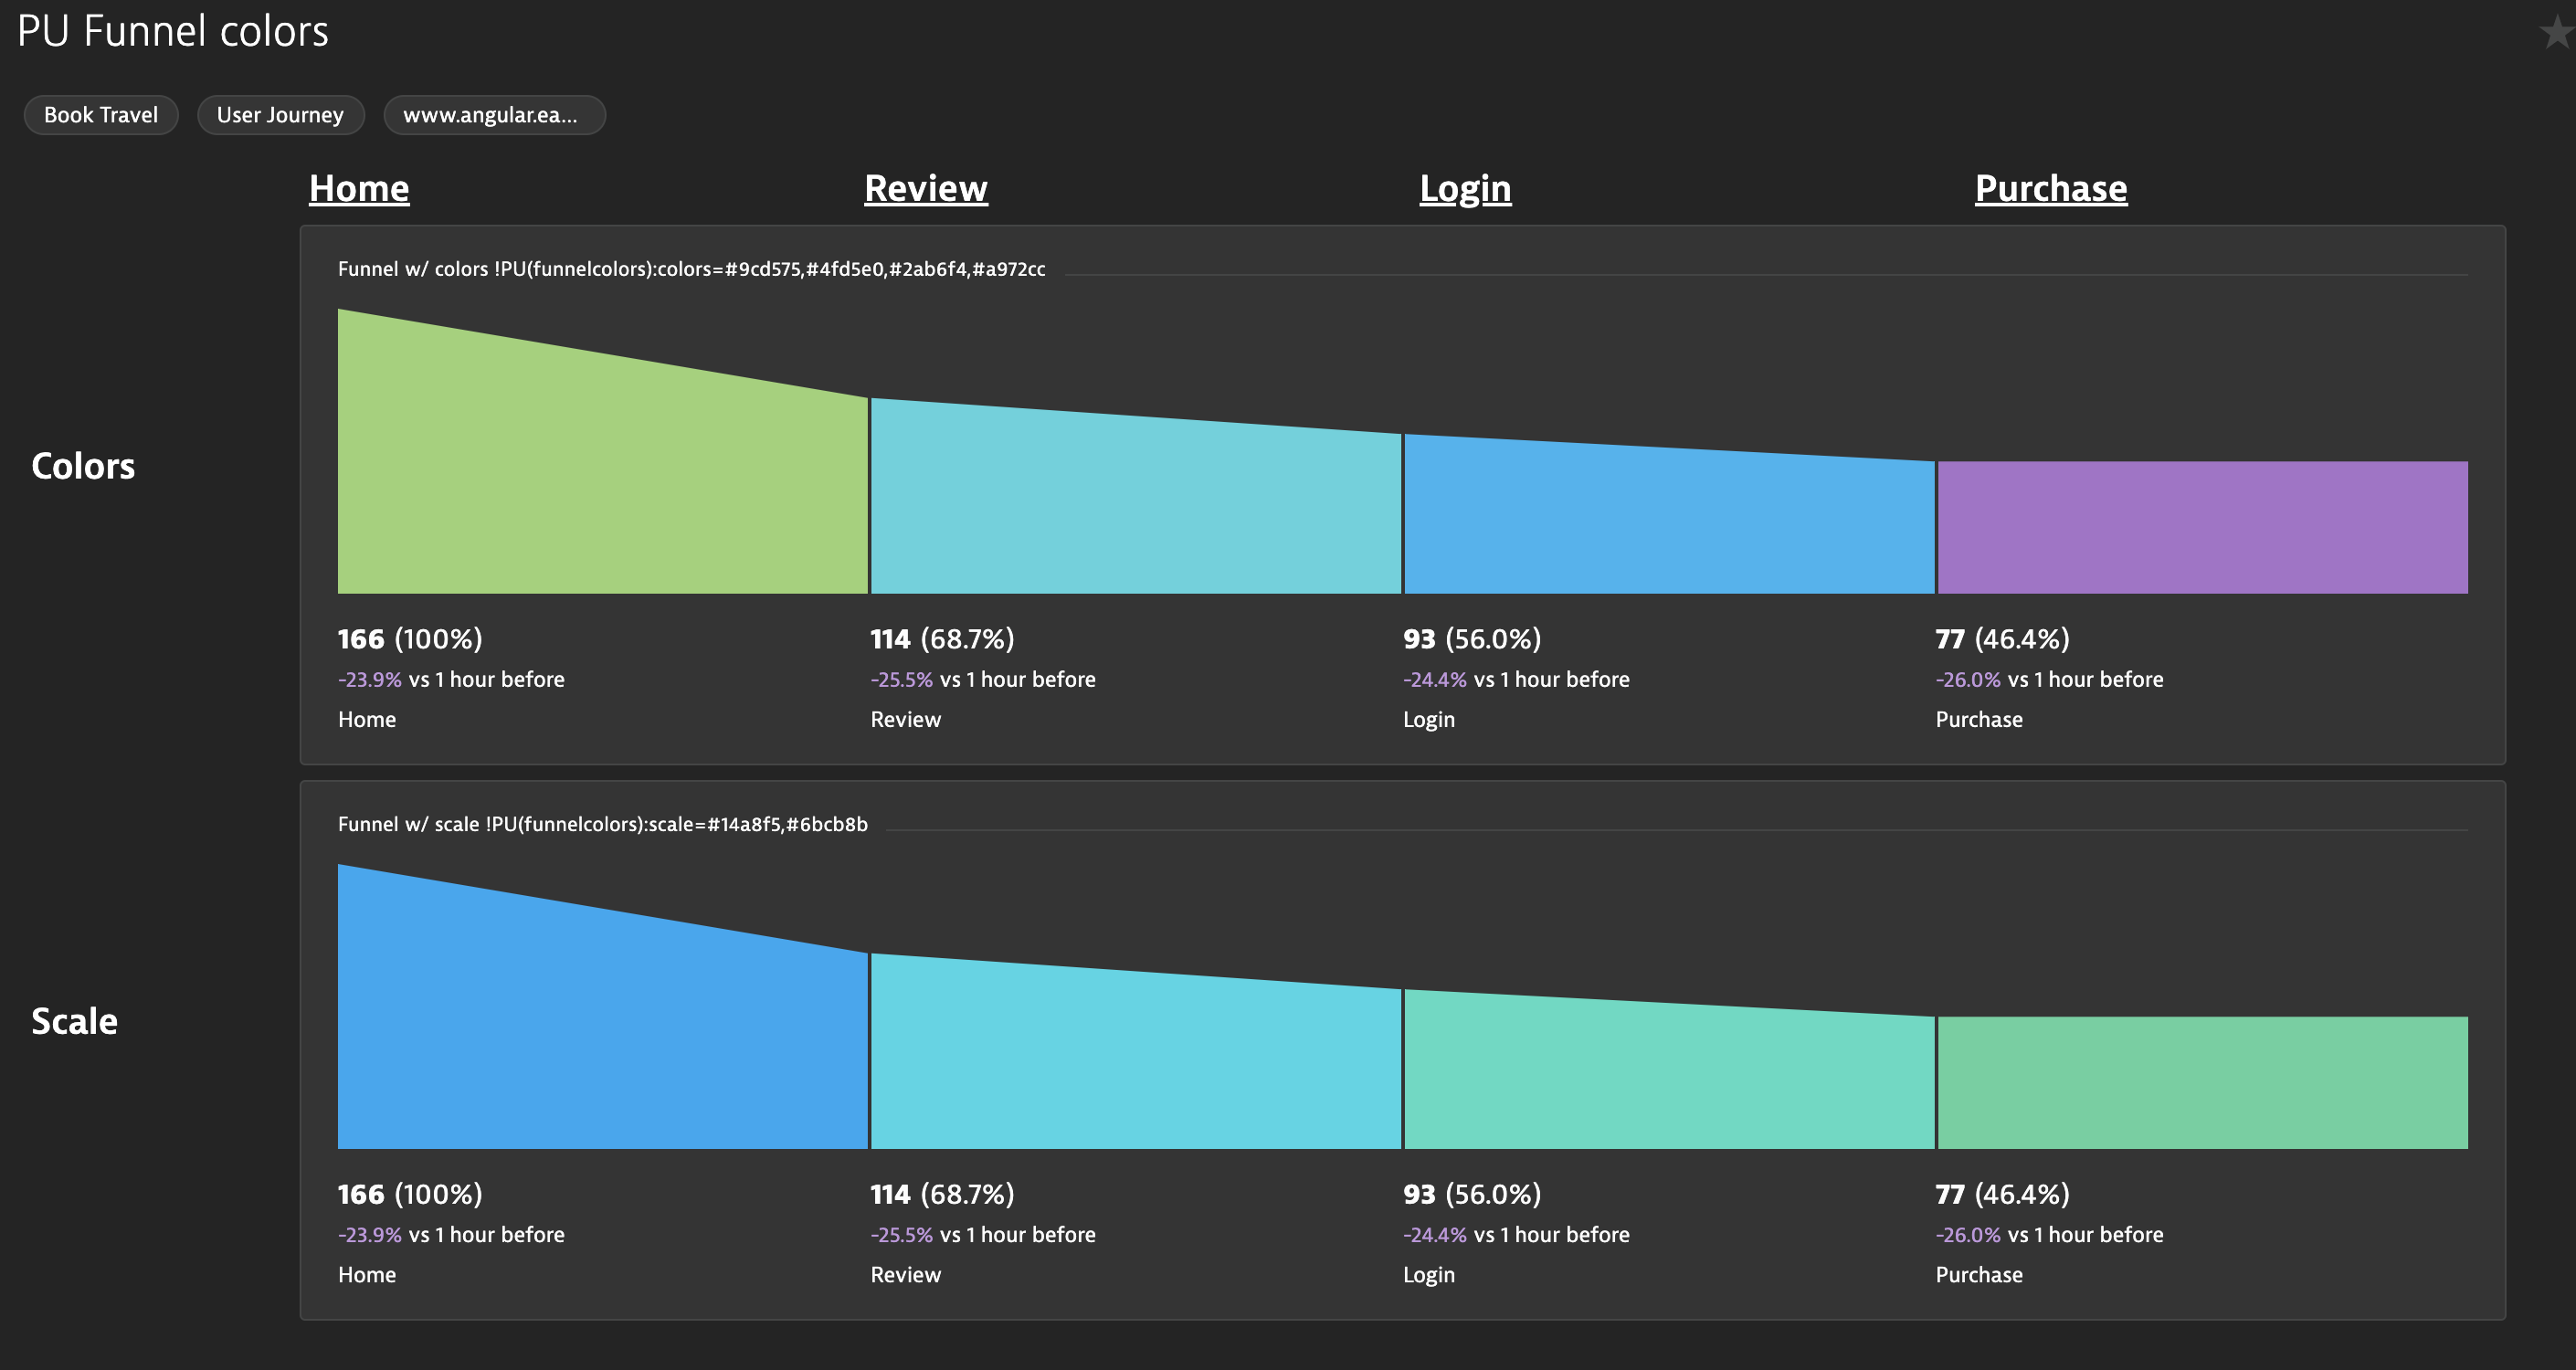 PU Funnel colors
Book Travel User Journey www.angular.ea...
Home Review Login Purchase
Funnel w/ colors !PU(funnelcolors):colors=#9cd575,#4fd5e0,#2ab6f4,#a972cc
Colors
166 (100%) 114 (68.7%) 93 (56.0%) 77 (46.4%)
-23.9% vs 1 hour before -25.5% vs 1 hour before -24.4% vs 1 hour before -26.0% vs 1 hour before
Home Review Login Purchase
Funnel w/ scale !PU(funnelcolors):scale=#14a8f5,#6bcb8b
Scale
166 (100%) 114 (68.7%) 93 (56.0%) 77 (46.4%)
-23.9% vs 1 hour before -25.5% vs 1 hour before -24.4% vs 1 hour before -26.0% vs 1 hour before
Home Review Login Purchase